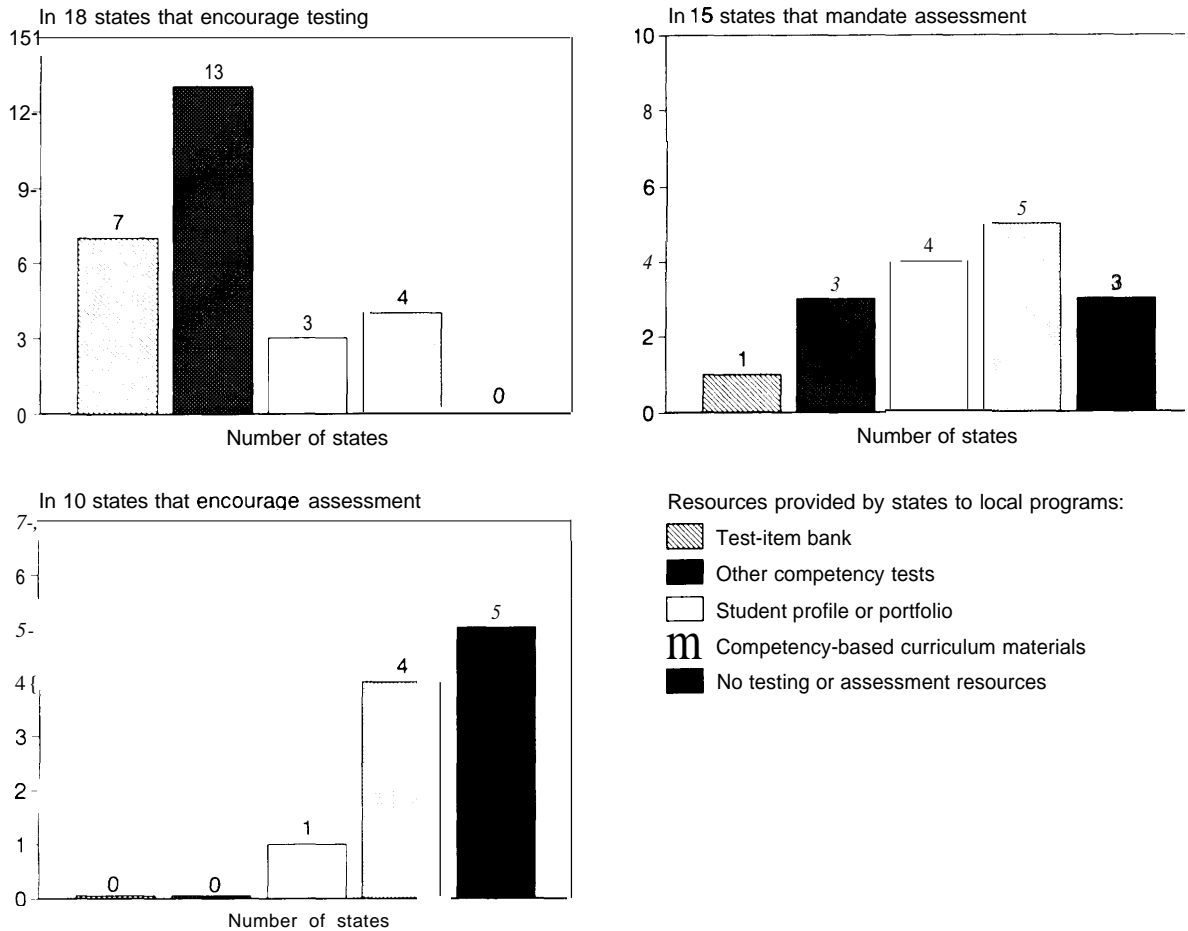 In 18 states that encourage testing
151
12-
9-
6
3
0
7
13
3
4
0
Number of states
In 15 states that mandate assessment
10
8
6
4
2
0
1
3
4
5
3
Number of states
In 10 states that encourage assessment
7-,
6
5-
4 {
3
2
1
0
0
0
1
4
5
Number of states
Resources provided by states to local programs:
Test-item bank
Other competency tests
Student profile or portfolio
m Competency-based curriculum materials
No testing or assessment resources